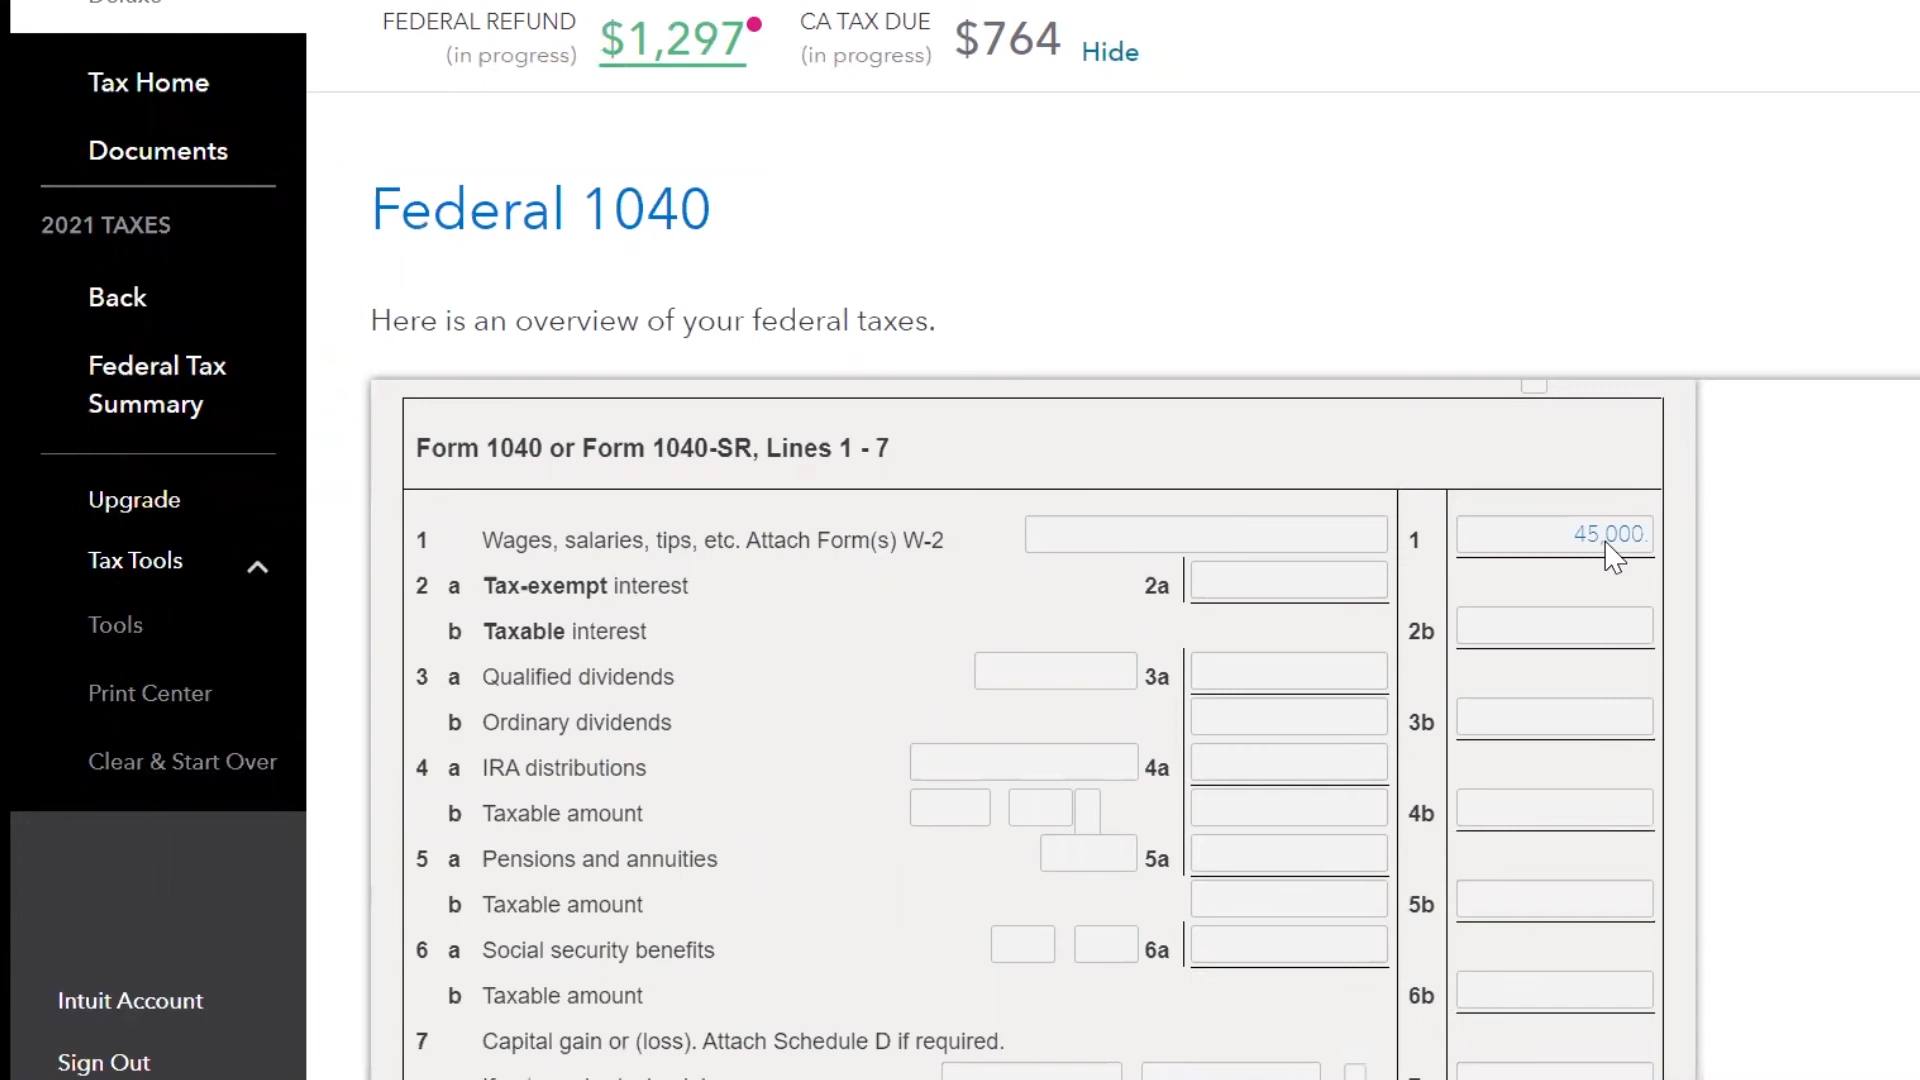 Deluxe
FEDERAL REFUND
(in progress)
$1,297
CA TAX DUE
(in progress)
$764
Hide
Tax Home
Documents
2021 TAXES
Back
Federal Tax
Summary
Upgrade
Tax Tools
Tools
Print Center
Clear & Start Over
Intuit Account
Sign Out
Federal 1040
Here is an overview of your federal taxes.
Form 1040 or Form 1040-SR, Lines 1 - 7
1 Wages, salaries, tips, etc. Attach Form(s) W-2 1 45,000.
2 a Tax-exempt interest 2a
b Taxable interest 2b
3 a Qualified dividends 3a
b Ordinary dividends 3b
4 a IRA distributions 4a
b Taxable amount 4b
5 a Pensions and annuities 5a
b Taxable amount 5b
6 a Social security benefits 6a
b Taxable amount 6b
7 Capital gain or (loss). Attach Schedule D if required.